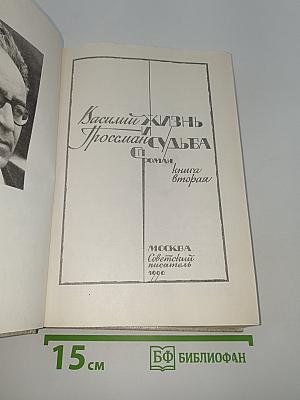 Василий
Гроссман
ЖИЗНЬ
И
СУДЬБА
роман
книга
вторая
МОСКВА
Советский
писатель
1990
15 см
БФ БИБЛИОФАН